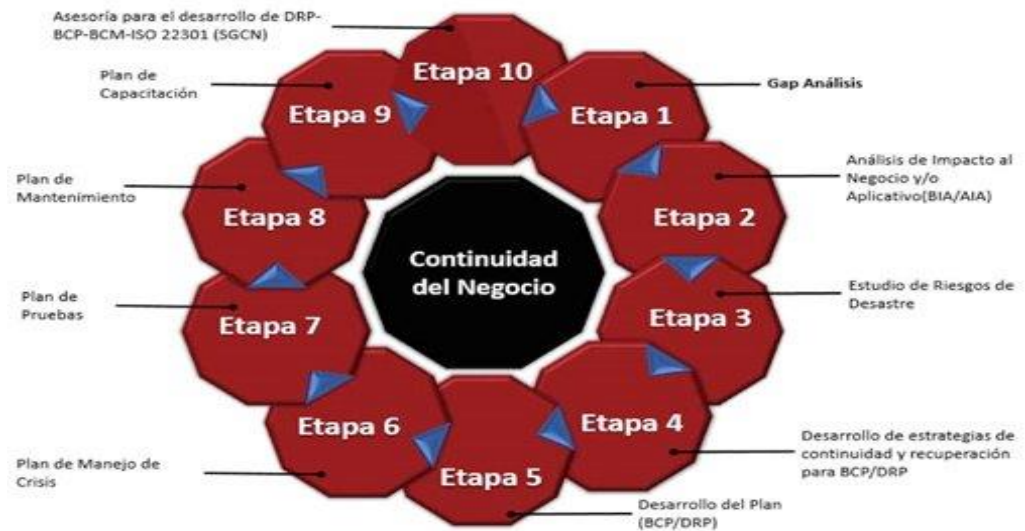 Asesoría para el desarrollo de DRP-
BCP-BCM-ISO 22301 (SGCN)
Etapa 10
Gap Análisis
Etapa 1
Análisis de Impacto al
Negocio y/o
Aplicativo(BIA/AIA)
Etapa 2
Estudio de Riesgos de
Desastre
Etapa 3
Desarrollo de estrategias de
continuidad y recuperación
para BCP/DRP
Etapa 4
Desarrollo del Plan
(BCP/DRP)
Etapa 5
Plan de Manejo de
Crisis
Etapa 6
Plan de
Pruebas
Etapa 7
Plan de
Mantenimiento
Etapa 8
Plan de
Capacitación
Etapa 9
Continuidad
del Negocio